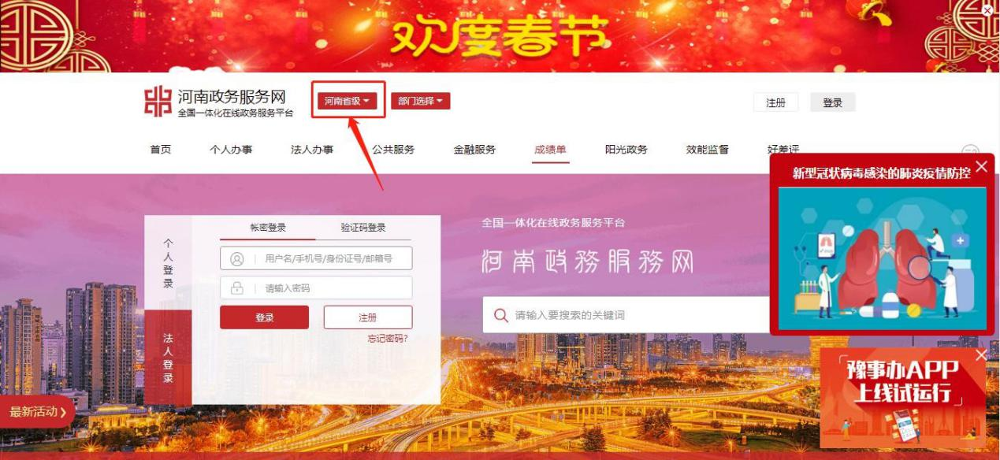 欢度春节
河南政务服务网
全国一体化在线政务服务平台
河南省级
部门选择
注册
登录
首页
个人办事
法人办事
公共服务
金融服务
成绩单
阳光政务
效能监督
好差评
新型冠状病毒感染的肺炎疫情防控
个人登录
法人登录
帐密登录
验证码登录
用户名/手机号/身份证号/邮箱号
请输入密码
登录
注册
忘记密码?
全国一体化在线政务服务平台
河南政務服務网
请输入要搜索的关键词
豫事办APP
上线试运行
最新活动